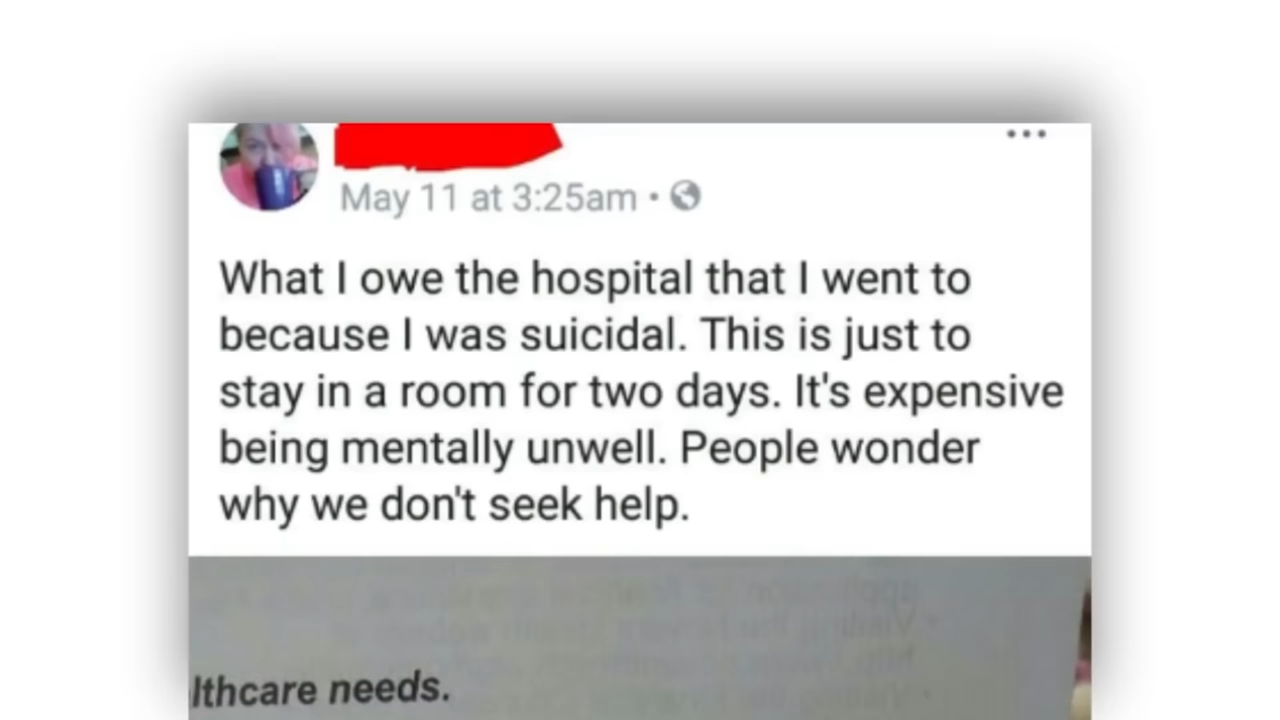 May 11 at 3:25am •
What I owe the hospital that I went to
because I was suicidal. This is just to
stay in a room for two days. It's expensive
being mentally unwell. People wonder
why we don't seek help.
lthcare needs.